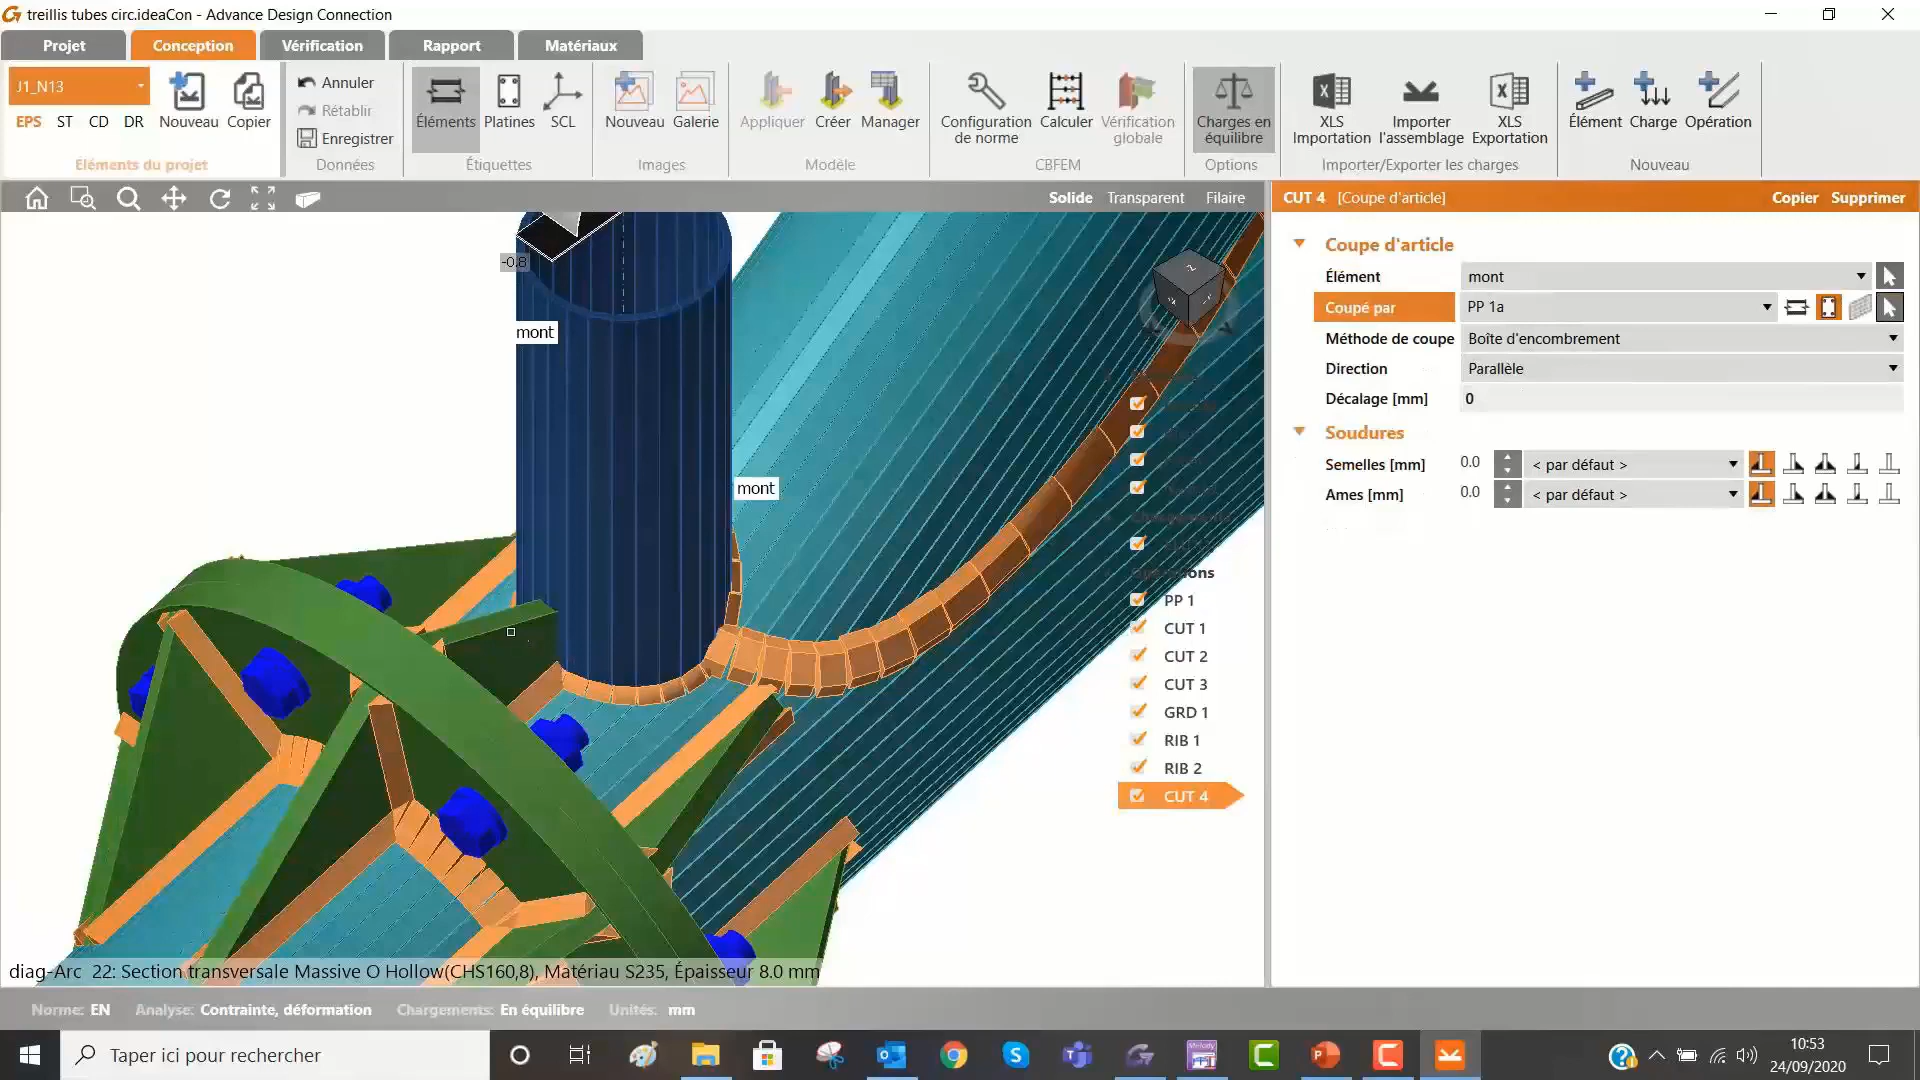 treillis tubes circ.ideaCon - Advance Design Connection
Projet
Conception
Vérification
Rapport
Matériaux
J1_N13
EPS ST CD DR
Nouveau
Copier
Eléments du projet
Annuler
Rétablir
Enregistrer
Données
Éléments
Platines
SCL
Étiquettes
Nouveau
Galerie
Images
Appliquer
Créer
Manager
Modèle
Configuration
de norme
Calculer
Vérification
globale
CBFEM
Charges en
équilibre
Options
XLS
Importation
Importer
l'assemblage
XLS
Exportation
Importer/Exporter les charges
Élément
Charge
Opération
Nouveau
Solide Transparent Filaire
CUT 4 [Coupe d'article]
Copier Supprimer
-0.8
mont
mont
PP 1
CUT 1
CUT 2
CUT 3
GRD 1
RIB 1
RIB 2
CUT 4
Coupe d'article
Élément mont
Coupé par PP 1a
Méthode de coupe Boîte d'encombrement
Direction Parallèle
Décalage [mm] 0
Soudures
Semelles [mm] 0.0 < par défaut >
Ames [mm] 0.0 < par défaut >
diag-Arc 22: Section transversale Massive O Hollow(CHS160,8), Matériau S235, Épaisseur 8.0 mm
Norme: EN Analyse: Contrainte, déformation Chargements: En équilibre Unités: mm
Taper ici pour rechercher
10:53
24/09/2020